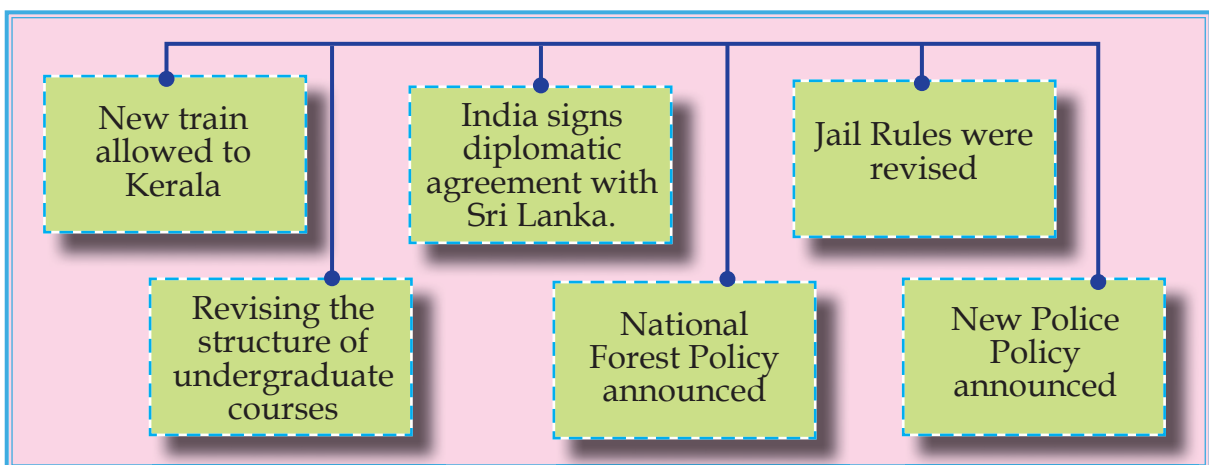 New train
allowed to
Kerala
India signs
diplomatic
agreement with
Sri Lanka.
Jail Rules were
revised
Revising the
structure of
undergraduate
courses
National
Forest Policy
announced
New Police
Policy
announced